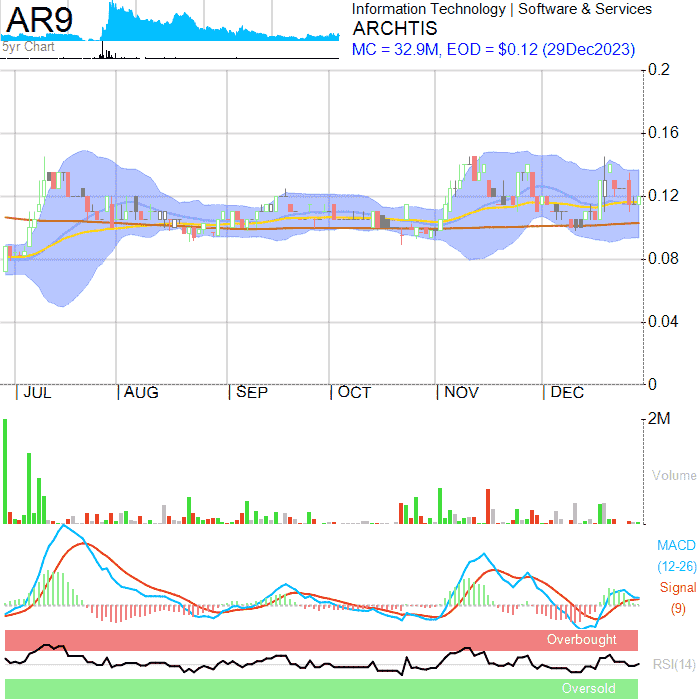 AR9
5yr Chart
Information Technology | Software & Services
ARCHTIS
MC = 32.9M, EOD = $0.12 (29Dec2023)
0.2
0.16
0.12
0.08
0.04
0
| JUL | AUG | SEP | OCT | NOV | DEC
2M
Volume
MACD
(12-26)
Signal
(9)
Overbought
RSI(14)
Oversold